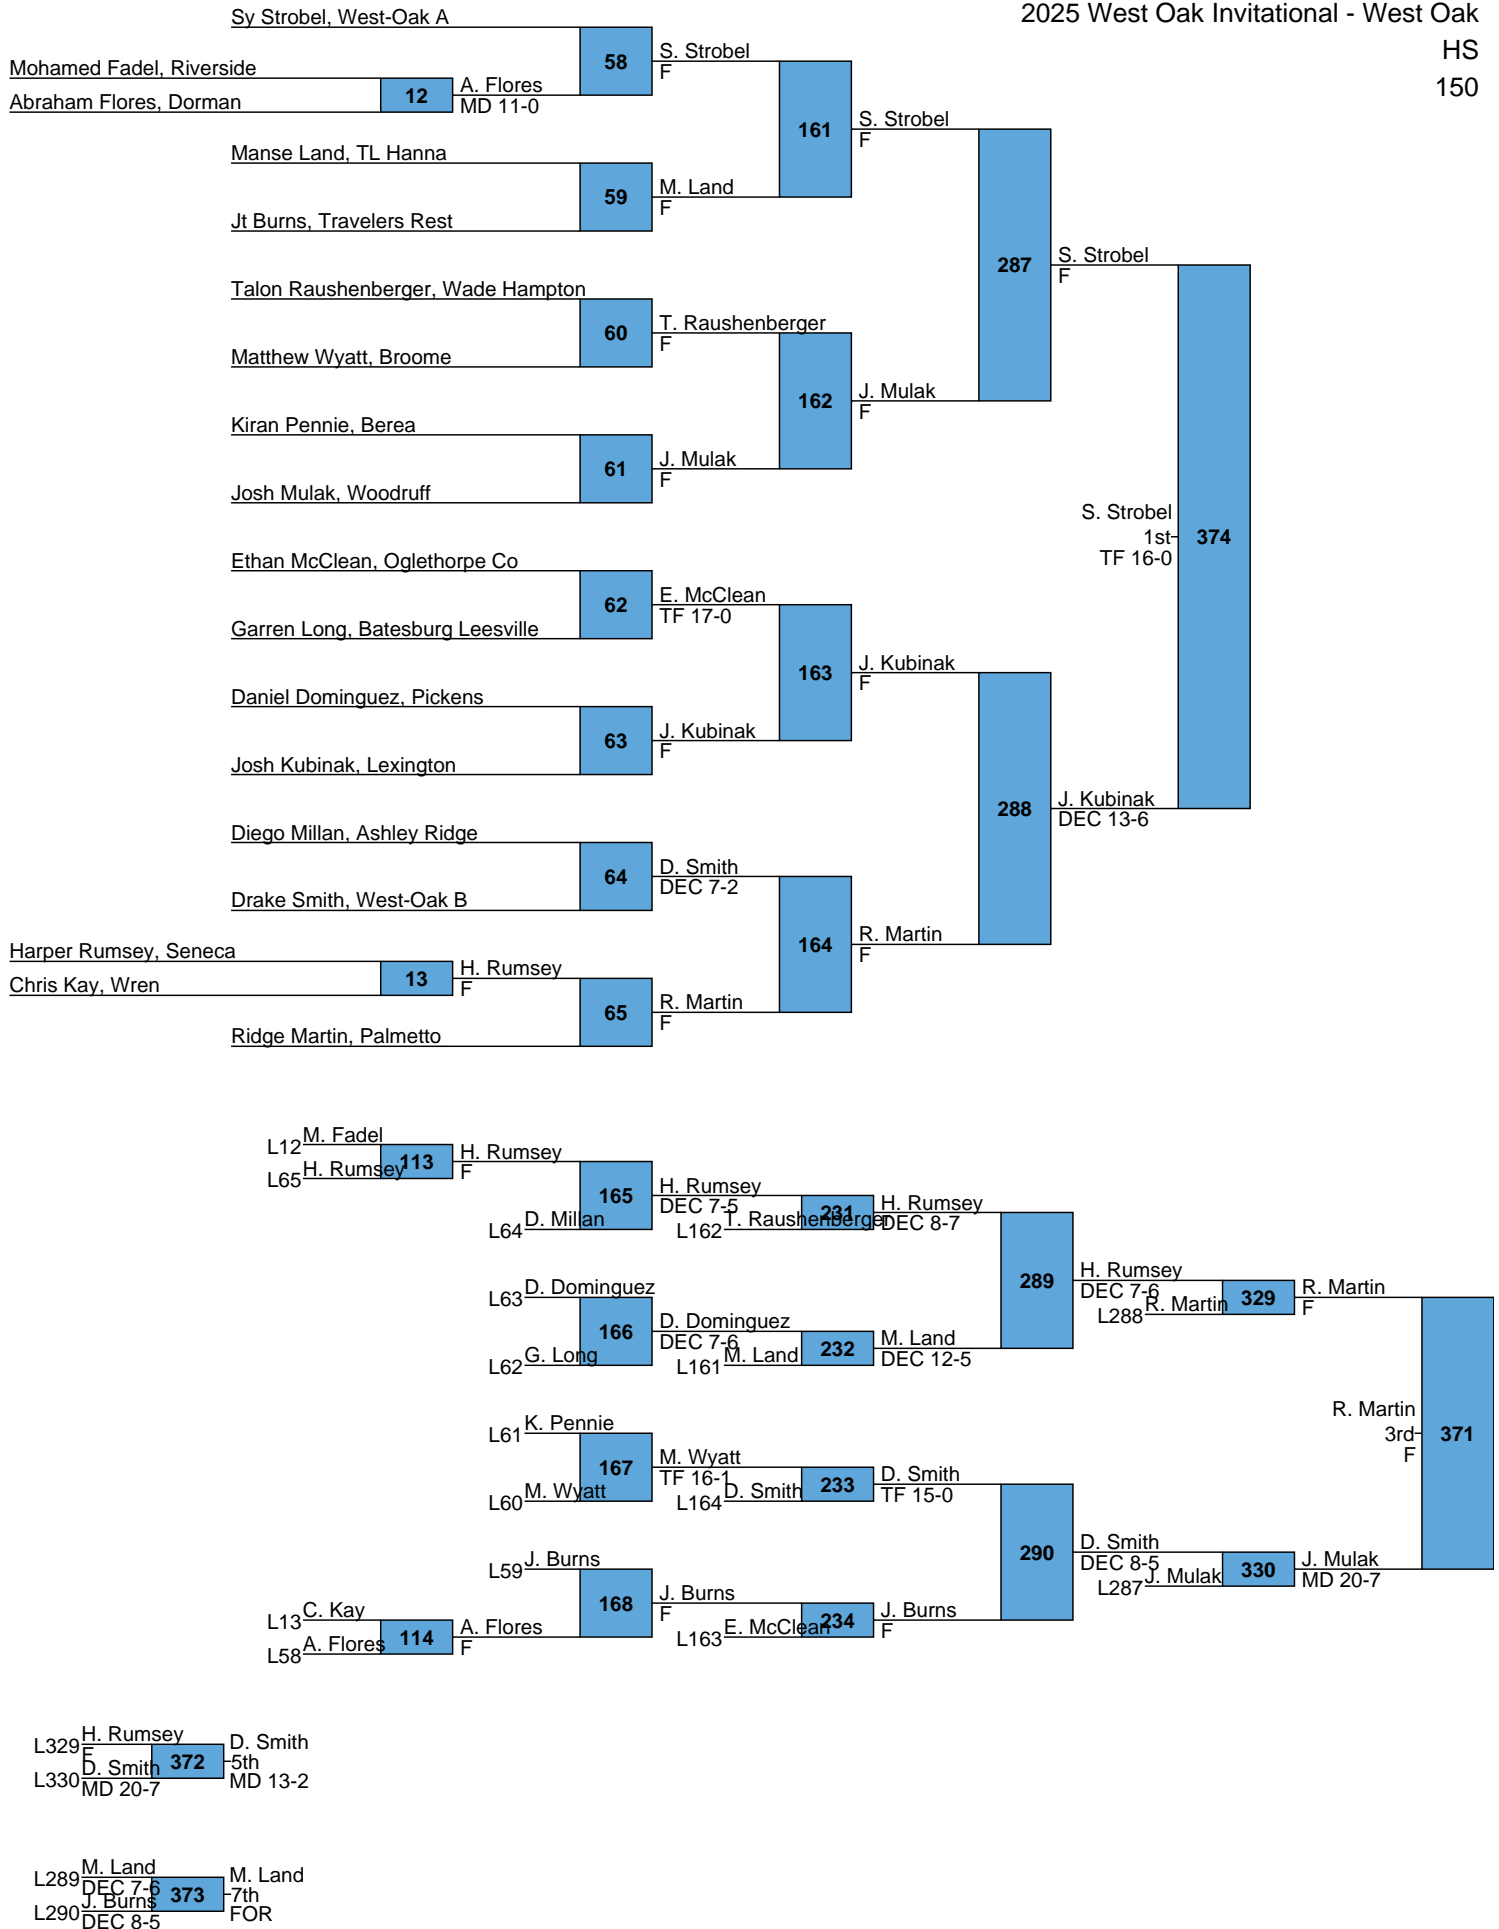 2025 West Oak Invitational - West Oak
HS
150
Sy Strobel, West-Oak A
58
S. Strobel
F
Mohamed Fadel, Riverside
12
A. Flores
MD 11-0
Abraham Flores, Dorman
161
S. Strobel
F
Manse Land, TL Hanna
59
M. Land
F
Jt Burns, Travelers Rest
287
S. Strobel
F
Talon Raushenberger, Wade Hampton
60
T. Raushenberger
F
Matthew Wyatt, Broome
162
J. Mulak
F
Kiran Pennie, Berea
61
J. Mulak
F
Josh Mulak, Woodruff
S. Strobel
1st
TF 16-0
374
Ethan McClean, Oglethorpe Co
62
E. McClean
TF 17-0
Garren Long, Batesburg Leesville
163
J. Kubinak
F
Daniel Dominguez, Pickens
63
J. Kubinak
F
Josh Kubinak, Lexington
288
J. Kubinak
DEC 13-6
Diego Millan, Ashley Ridge
64
D. Smith
DEC 7-2
Drake Smith, West-Oak B
164
R. Martin
F
Harper Rumsey, Seneca
13
H. Rumsey
F
Chris Kay, Wren
65
R. Martin
F
Ridge Martin, Palmetto
L12
M. Fadel
113
H. Rumsey
F
L65
H. Rumsey
165
H. Rumsey
DEC 7-5
L64
D. Millan
231
H. Rumsey
DEC 8-7
L162
T. Raushenberger
289
H. Rumsey
DEC 7-6
L63
D. Dominguez
166
D. Dominguez
DEC 7-6
L62
G. Long
232
M. Land
DEC 12-5
L161
M. Land
L288
R. Martin
329
R. Martin
F
R. Martin
3rd
F
371
L61
K. Pennie
167
M. Wyatt
TF 16-1
L60
M. Wyatt
233
D. Smith
TF 15-0
L164
D. Smith
290
D. Smith
DEC 8-5
L287
J. Mulak
330
J. Mulak
MD 20-7
L59
J. Burns
168
J. Burns
F
234
J. Burns
F
L163
E. McClean
L13
C. Kay
114
A. Flores
F
L58
A. Flores
L329
H. Rumsey
F
372
D. Smith
5th
MD 13-2
L330
D. Smith
MD 20-7
L289
M. Land
DEC 7-6
373
M. Land
7th
FOR
L290
J. Burns
DEC 8-5